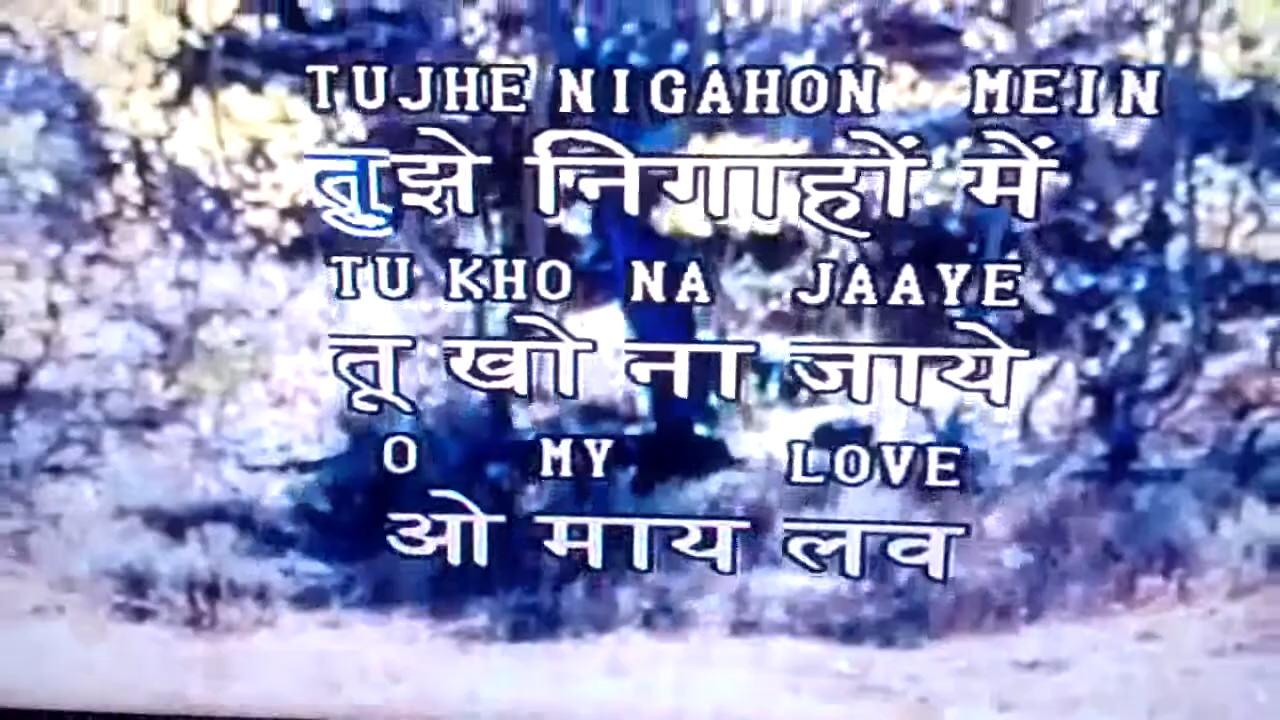 TUJHE NIGAHON MEIN
तुझे निगाहों में
TU KHO NA JAAYE
तू खो ना जाये
O MY LOVE
ओ माय लव